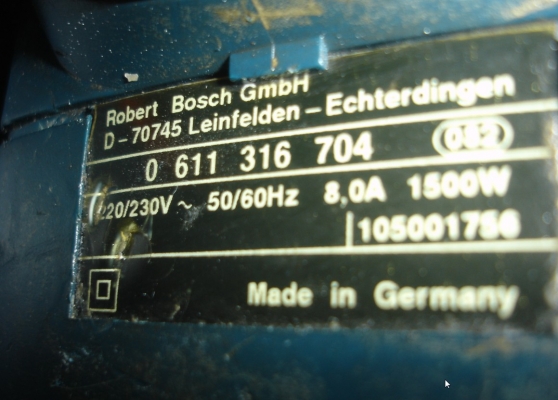 Robert Bosch GmbH
D-70745 Leinfelden-Echterdingen
0 611 316 704 082
220/230V ~ 50/60Hz 8,0A 1500W
105001756
Made in Germany